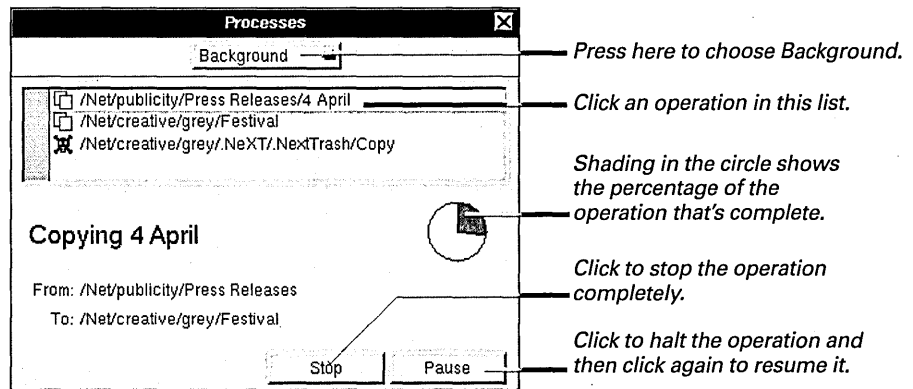 Processes
Background
Press here to choose Background.
/Net/publicity/Press Releases/4 April
/Net/creative/grey/Festival
/Net/creative/grey/.NeXT/.NextTrash/Copy
Click an operation in this list.
Shading in the circle shows
the percentage of the
operation that's complete.
Copying 4 April
From: /Net/publicity/Press Releases
To: /Net/creative/grey/Festival
Stop
Pause
Click to stop the operation
completely.
Click to halt the operation and
then click again to resume it.